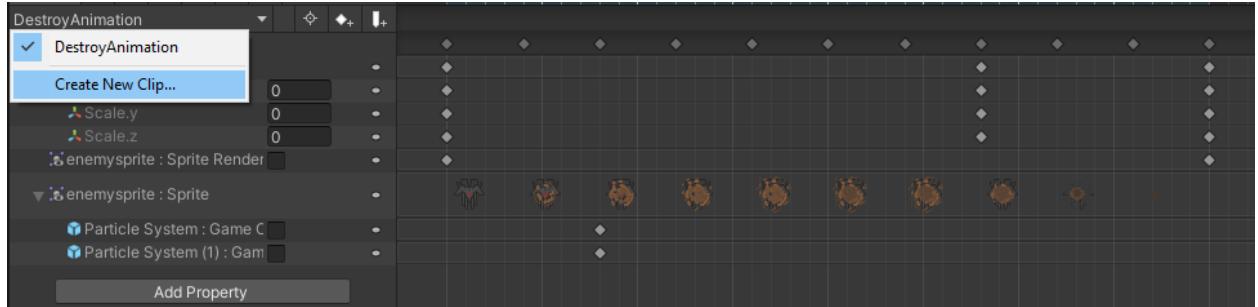 DestroyAnimation
DestroyAnimation
Create New Clip...
0
Scale.y 0
Scale.z 0
enemysprite : Sprite Render
enemysprite : Sprite
Particle System : Game C
Particle System (1) : Gam
Add Property